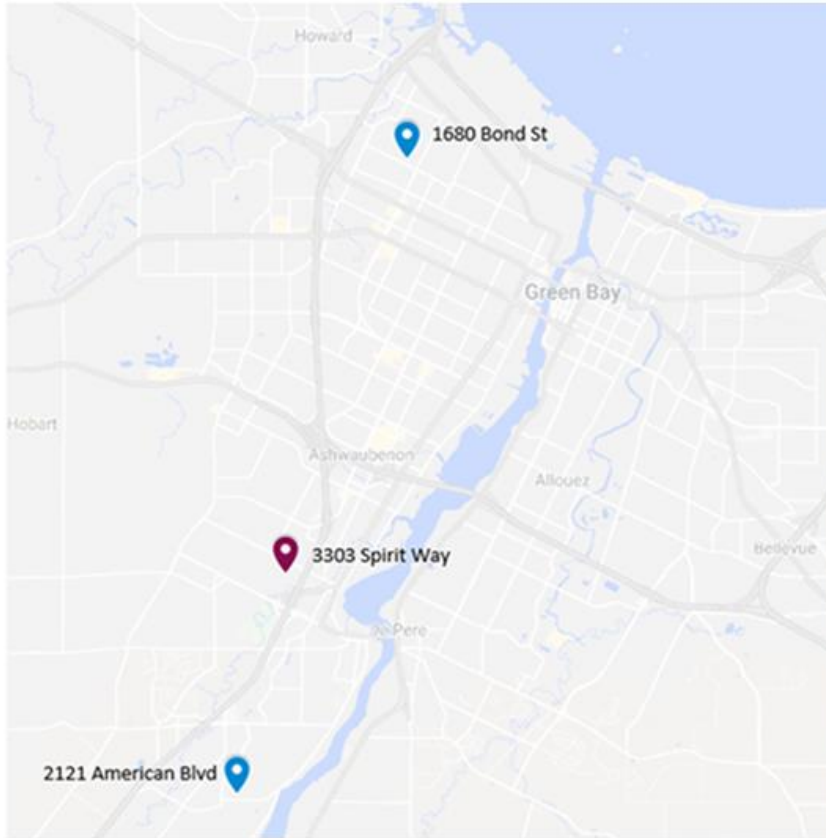 Howard
1680 Bond St
Green Bay
Hobart
Ashwaubenon
Allouez
3303 Spirit Way
Bellevue
Pere
2121 American Blvd